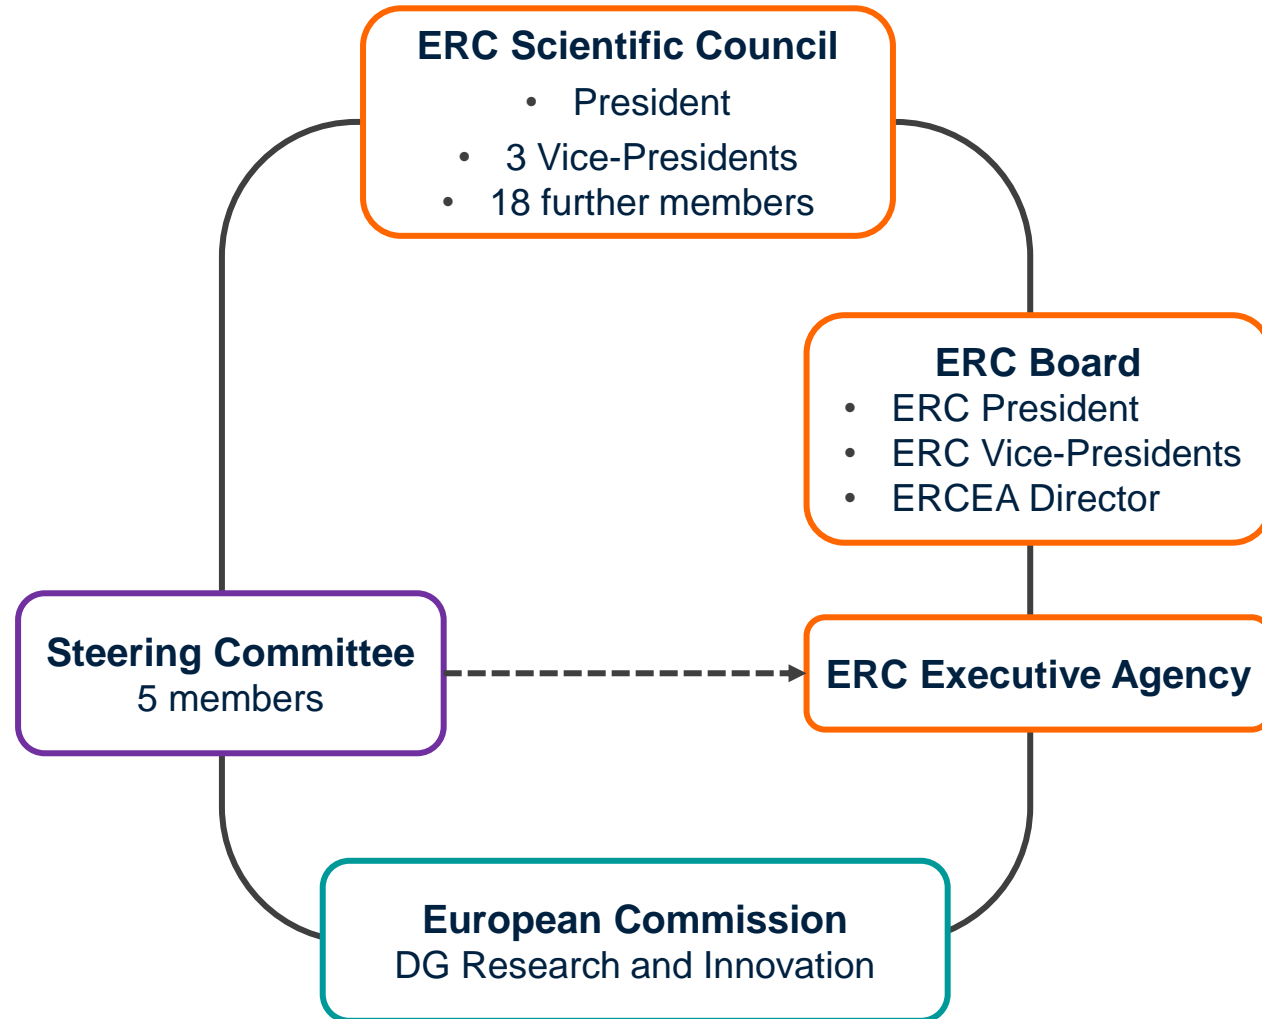 ERC Scientific Council
• President
• 3 Vice-Presidents
• 18 further members
ERC Board
• ERC President
• ERC Vice-Presidents
• ERCEA Director
Steering Committee
5 members
ERC Executive Agency
European Commission
DG Research and Innovation